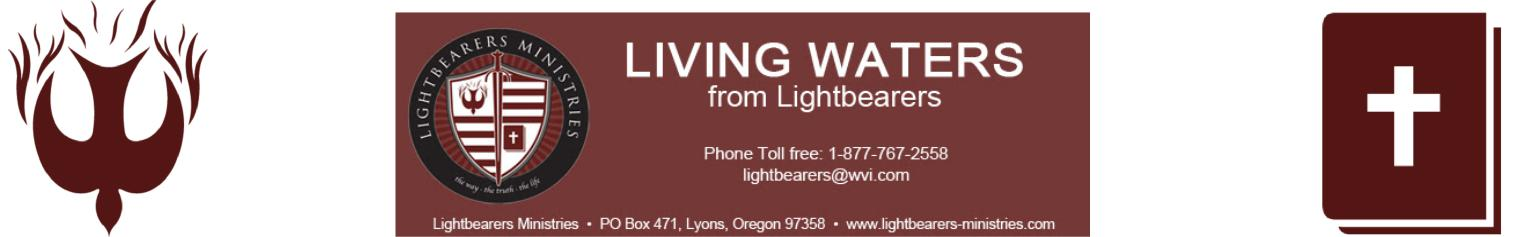 LIGHTBEARERS MINISTRIES
the way · the truth · the life
LIVING WATERS
from Lightbearers
Phone Toll free: 1-877-767-2558
lightbearers@wvi.com
Lightbearers Ministries • PO Box 471, Lyons, Oregon 97358 • www.lightbearers-ministries.com